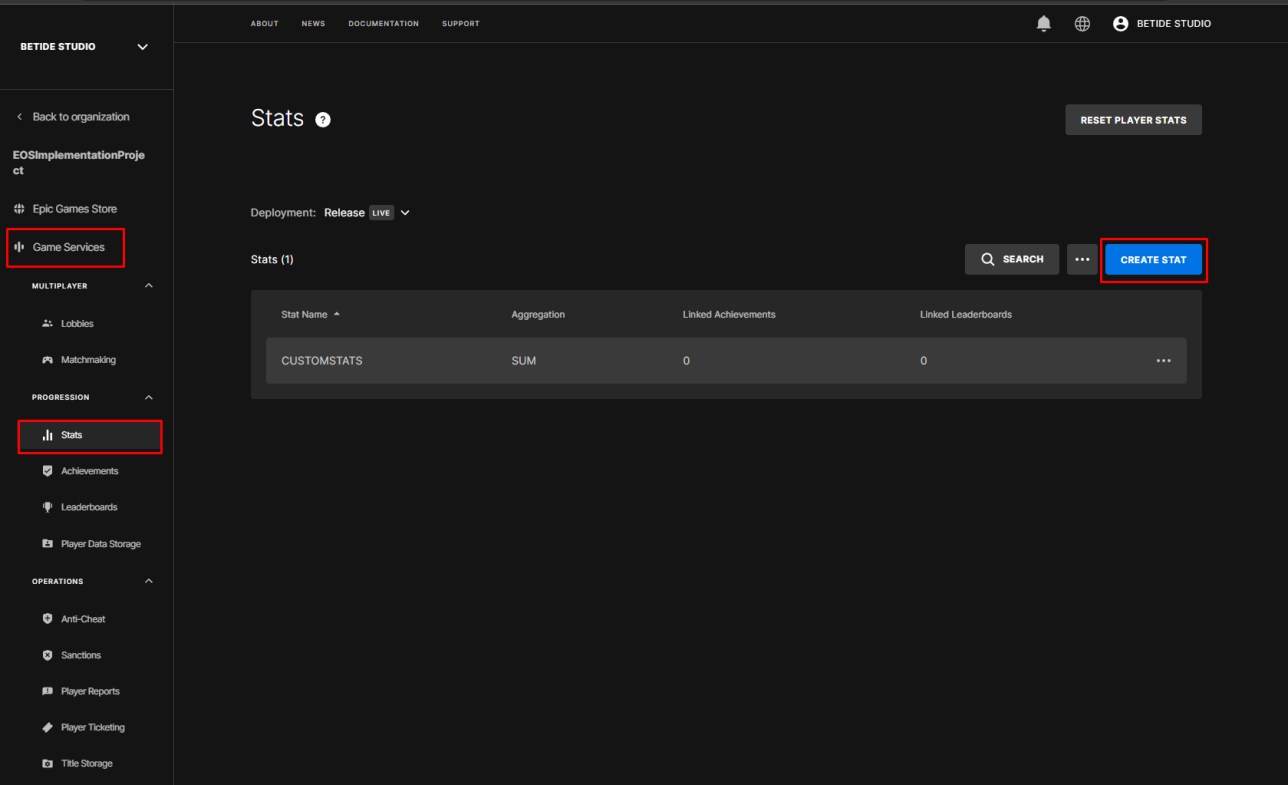 BETIDE STUDIO
ABOUT NEWS DOCUMENTATION SUPPORT
BETIDE STUDIO
Back to organization
EOSImplementationProje
ct
Epic Games Store
Game Services
MULTIPLAYER
Lobbies
Matchmaking
PROGRESSION
Stats
Achievements
Leaderboards
Player Data Storage
OPERATIONS
Anti-Cheat
Sanctions
Player Reports
Player Ticketing
Title Storage
Stats ?
RESET PLAYER STATS
Deployment: Release LIVE
Stats (1)
SEARCH ... CREATE STAT
Stat Name Aggregation Linked Achievements Linked Leaderboards
CUSTOMSTATS SUM 0 0 ...